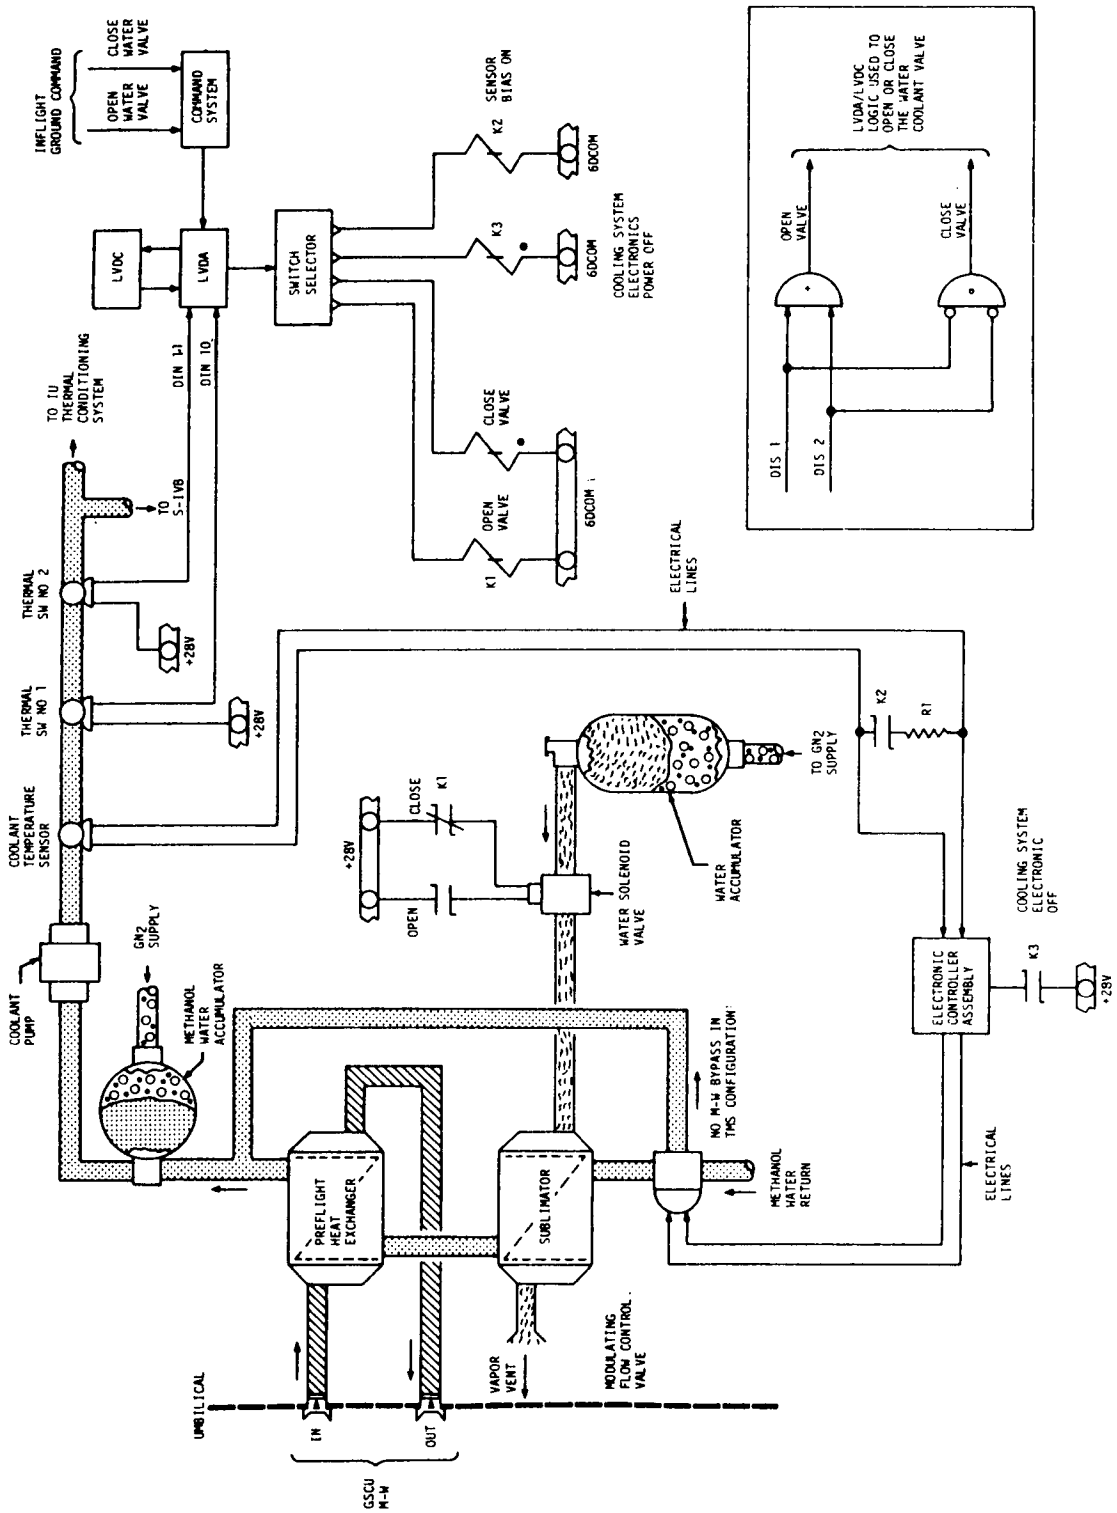 INFLIGHT
GROUND COMMAND
OPEN
WATER
VALVE
CLOSE
WATER
VALVE
COMMAND
SYSTEM
LVDC
LVDA
SWITCH
SELECTOR
TO IU
THERMAL
CONDITIONING
SYSTEM
TO
S-IVB
DIN 11
DIN 10
THERMAL
SW NO 2
THERMAL
SW NO 1
+28V
+28V
COOLANT
TEMPERATURE
SENSOR
COOLANT
PUMP
GN2
SUPPLY
METHANOL
WATER
ACCUMULATOR
K2
SENSOR
BIAS ON
6DCOM
K3
6DCOM
COOLING SYSTEM
ELECTRONICS
POWER OFF
CLOSE
VALVE
K1
OPEN
VALVE
6DCOM
ELECTRICAL
LINES
+28V
CLOSE
K1
OPEN
WATER SOLENOID
VALVE
WATER
ACCUMULATOR
TO GN2
SUPPLY
K2
R1
COOLING SYSTEM
ELECTRONIC
OFF
K3
+28V
ELECTRONIC
CONTROLLER
ASSEMBLY
ELECTRICAL
LINES
NO M-W BYPASS IN
TMS CONFIGURATION
METHANOL
WATER
RETURN
PREFLIGHT
HEAT
EXCHANGER
SUBLIMATOR
UMBILICAL
IN
OUT
GSCU
M-W
VAPOR
VENT
MODULATING
FLOW CONTROL.
VALVE
LVDA/LVDC
LOGIC USED TO
OPEN OR CLOSE
THE WATER
COOLANT VALVE
OPEN
VALVE
CLOSE
VALVE
DIS 1
DIS 2